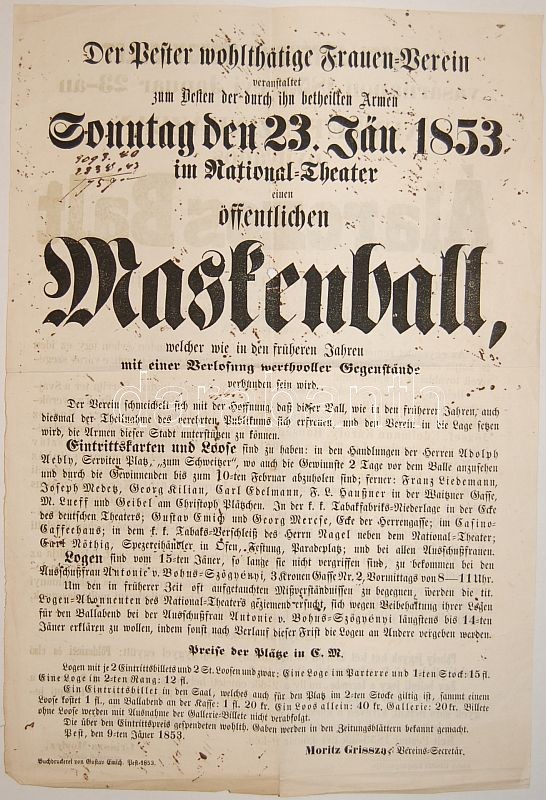 Der Pester wohlthätige Frauen-Verein
veranstaltet
zum Besten der durch ihn betheilten Armen
Sonntag den 23. Jän. 1853
im National-Theater
einen
öffentlichen
Maskenball,
welcher wie in den früheren Jahren
mit einer Verlosung werthvoller Gegenstände
verbunden sein wird.
Der Verein schmeichelt sich mit der Hoffnung, daß dieser Ball, wie in den früheren Jahren, auch
diesmal der Theilnahme des verehrten Publikums sich erfreuen, und den Verein in die Lage setzen
wird, die Armen dieser Stadt unterstützen zu können.
Eintrittskarten und Loose sind zu haben: in den Handlungen der Herren Adolph
Aebly, Serviten Platz, „zum Schweitzer", wo auch die Gewinnste 2 Tage vor dem Balle anzusehen
und durch die Gewinnenden bis zum 10-ten Februar abzuholen sind; ferner: Franz Liedemann,
Joseph Medetz, Georg Kilian, Carl Edelmann, F. L. Haußner in der Waitzner Gasse,
M. Lueff und Geibel am Christoph Plätzchen. In der k. k. Tabakfabriks-Niederlage in der Ecke
des deutschen Theaters; Gustav Emich und Georg Merese, Ecke der Herrengasse; im Casino-
Caffeehaus; in dem k. k. Tabaks-Verschleiß des Herrn Nagel neben dem National-Theater;
Carl Nöthig, Spezereihändler in Ofen, Festung, Paradeplatz; und bei allen Ausschußfrauen.
Logen sind vom 15-ten Jäner, so lange sie nicht vergriffen sind, zu bekommen bei den
Ausschußfrau Antonie v. Bohus-Szögyényi, 3 Kronen Gasse Nr. 2, Vormittags von 8—11 Uhr.
Um den in früherer Zeit oft aufgetauchten Mißverständnissen zu begegnen, werden die tit.
Logen-Abonnenten des National-Theaters geziemend ersucht, sich wegen Beibehaltung ihrer Logen
für den Ballabend bei der Ausschußfrau Antonie v. Bohus-Szögyényi längstens bis 14-ten
Jäner erklären zu wollen, indem sonst nach Verlauf dieser Frist die Logen an Andere vergeben werden.
Preise der Plätze in C. M.
Logen mit je 2 Eintrittsbillets und 2 St. Loosen und zwar: Eine Loge im Parterre und 1-ten Stock: 15 fl.
Eine Loge im 2-ten Rang: 12 fl.
Ein Eintrittsbillet in den Saal, welches auch für den Platz im 2-ten Stocke giltig ist, sammt einem
Loose kostet 1 fl., am Ballabend an der Kasse: 1 fl. 20 kr. Ein Loos allein: 40 kr. Gallerie: 20 kr. Billete
ohne Loose werden mit Ausnahme der Gallerie-Billete nicht verabfolgt.
Die über den Eintrittspreis gespendeten wohlth. Gaben werden in den Zeitungsblättern bekannt gemacht.
Pest, den 9-ten Jäner 1853.
Moritz Grisszay Vereins-Secretär.
Buchdruckerei von Gustav Emich. Pest-1853.
darabanth